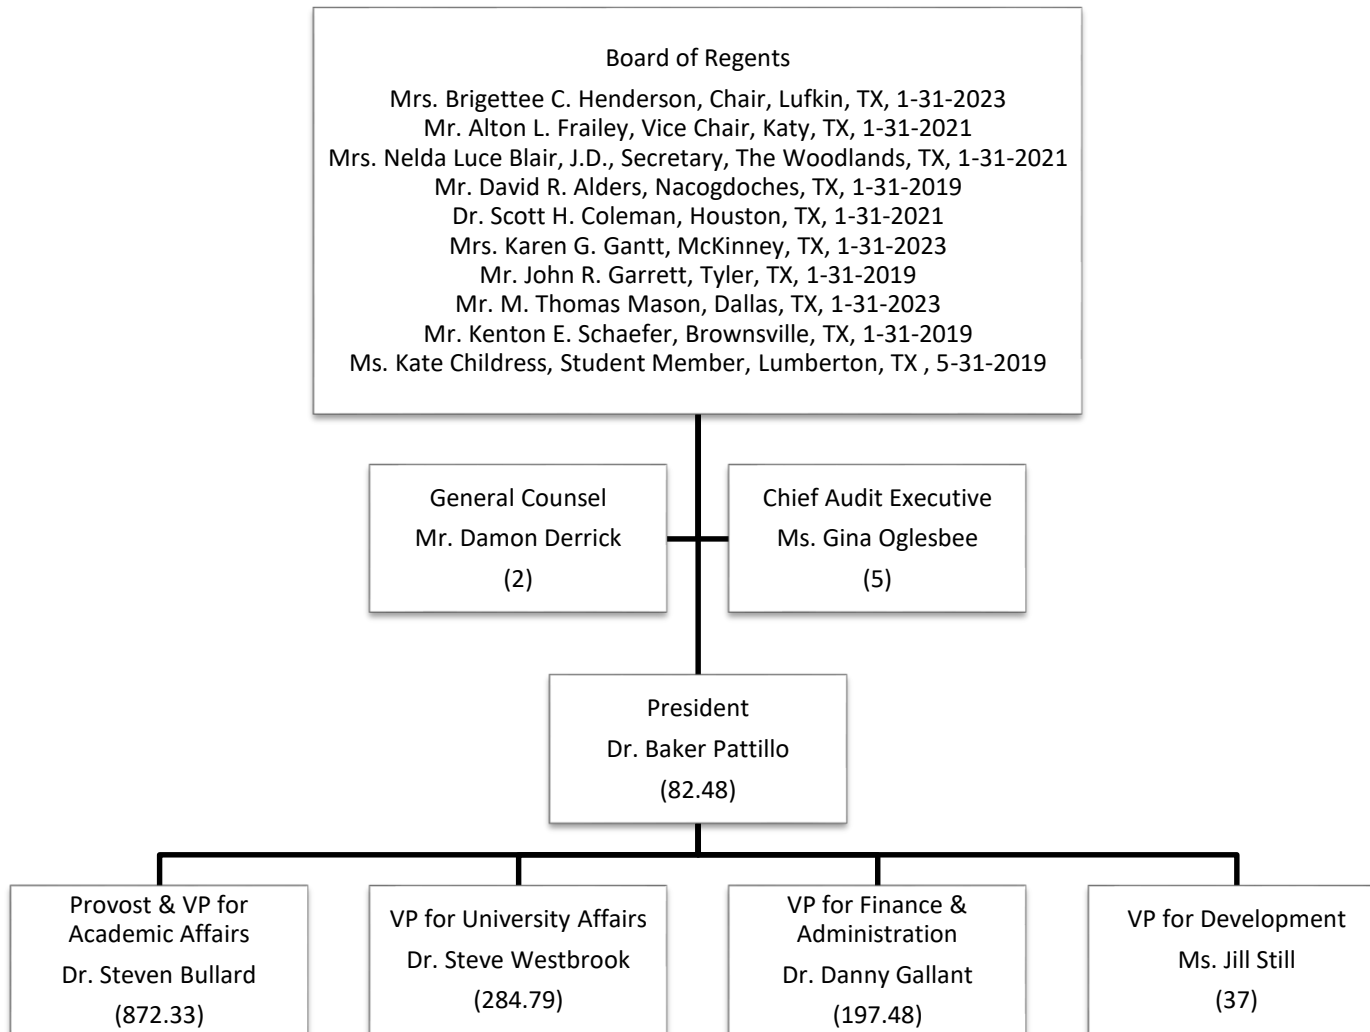 Board of Regents
Mrs. Brigettee C. Henderson, Chair, Lufkin, TX, 1-31-2023
Mr. Alton L. Frailey, Vice Chair, Katy, TX, 1-31-2021
Mrs. Nelda Luce Blair, J.D., Secretary, The Woodlands, TX, 1-31-2021
Mr. David R. Alders, Nacogdoches, TX, 1-31-2019
Dr. Scott H. Coleman, Houston, TX, 1-31-2021
Mrs. Karen G. Gantt, McKinney, TX, 1-31-2023
Mr. John R. Garrett, Tyler, TX, 1-31-2019
Mr. M. Thomas Mason, Dallas, TX, 1-31-2023
Mr. Kenton E. Schaefer, Brownsville, TX, 1-31-2019
Ms. Kate Childress, Student Member, Lumberton, TX , 5-31-2019
General Counsel
Mr. Damon Derrick
(2)
Chief Audit Executive
Ms. Gina Oglesbee
(5)
President
Dr. Baker Pattillo
(82.48)
Provost & VP for
Academic Affairs
Dr. Steven Bullard
(872.33)
VP for University Affairs
Dr. Steve Westbrook
(284.79)
VP for Finance &
Administration
Dr. Danny Gallant
(197.48)
VP for Development
Ms. Jill Still
(37)